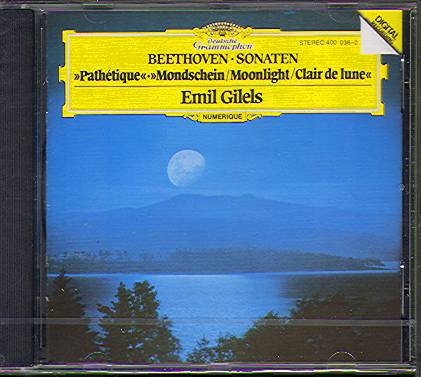 Deutsche
Grammophon
STEREO 400 036-2
DIGITAL
BEETHOVEN · SONATEN
»Pathétique«·»Mondschein/Moonlight/Clair de lune«
Emil Gilels
NUMERIQUE